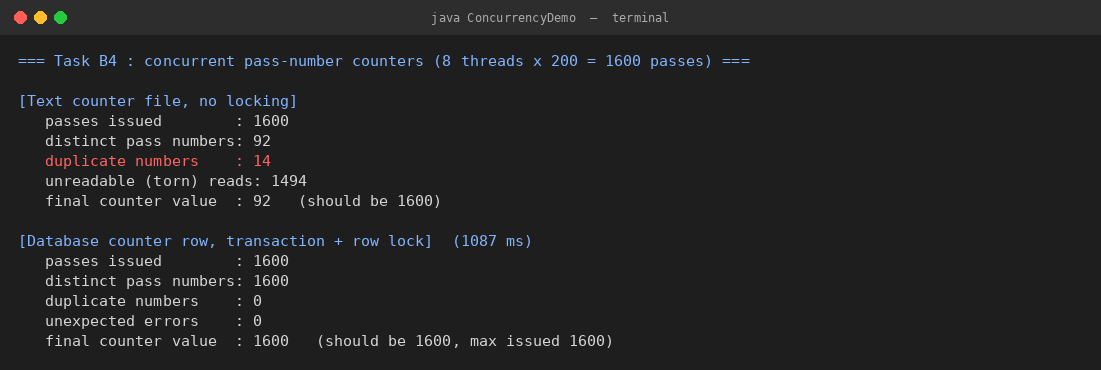 java ConcurrencyDemo — terminal
=== Task B4 : concurrent pass-number counters (8 threads x 200 = 1600 passes) ===
[Text counter file, no locking]
passes issued        : 1600
distinct pass numbers: 92
duplicate numbers    : 14
unreadable (torn) reads: 1494
final counter value  : 92   (should be 1600)
[Database counter row, transaction + row lock]  (1087 ms)
passes issued        : 1600
distinct pass numbers: 1600
duplicate numbers    : 0
unexpected errors    : 0
final counter value  : 1600   (should be 1600, max issued 1600)